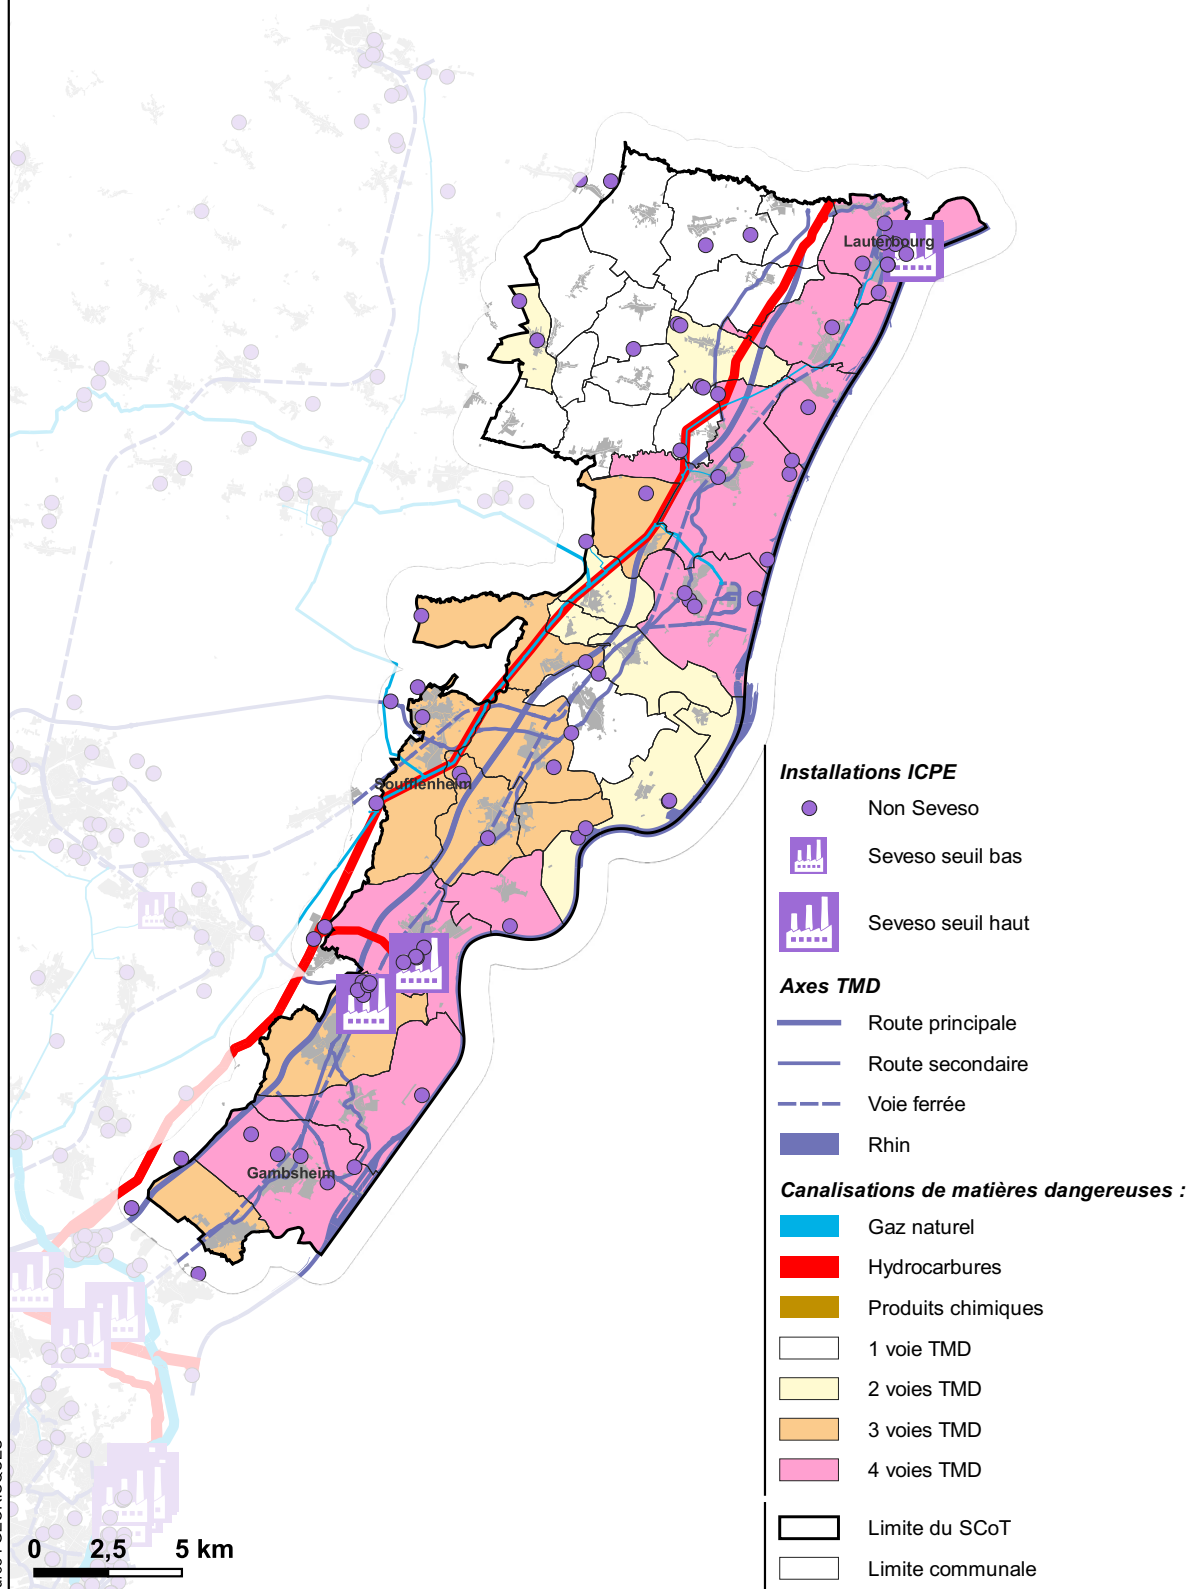 Lauterbourg
Soufflenheim
Gambsheim
Installations ICPE
Non Seveso
Seveso seuil bas
Seveso seuil haut
Axes TMD
Route principale
Route secondaire
Voie ferrée
Rhin
Canalisations de matières dangereuses :
Gaz naturel
Hydrocarbures
Produits chimiques
1 voie TMD
2 voies TMD
3 voies TMD
4 voies TMD
Limite du SCoT
Limite communale
0 2,5 5 km